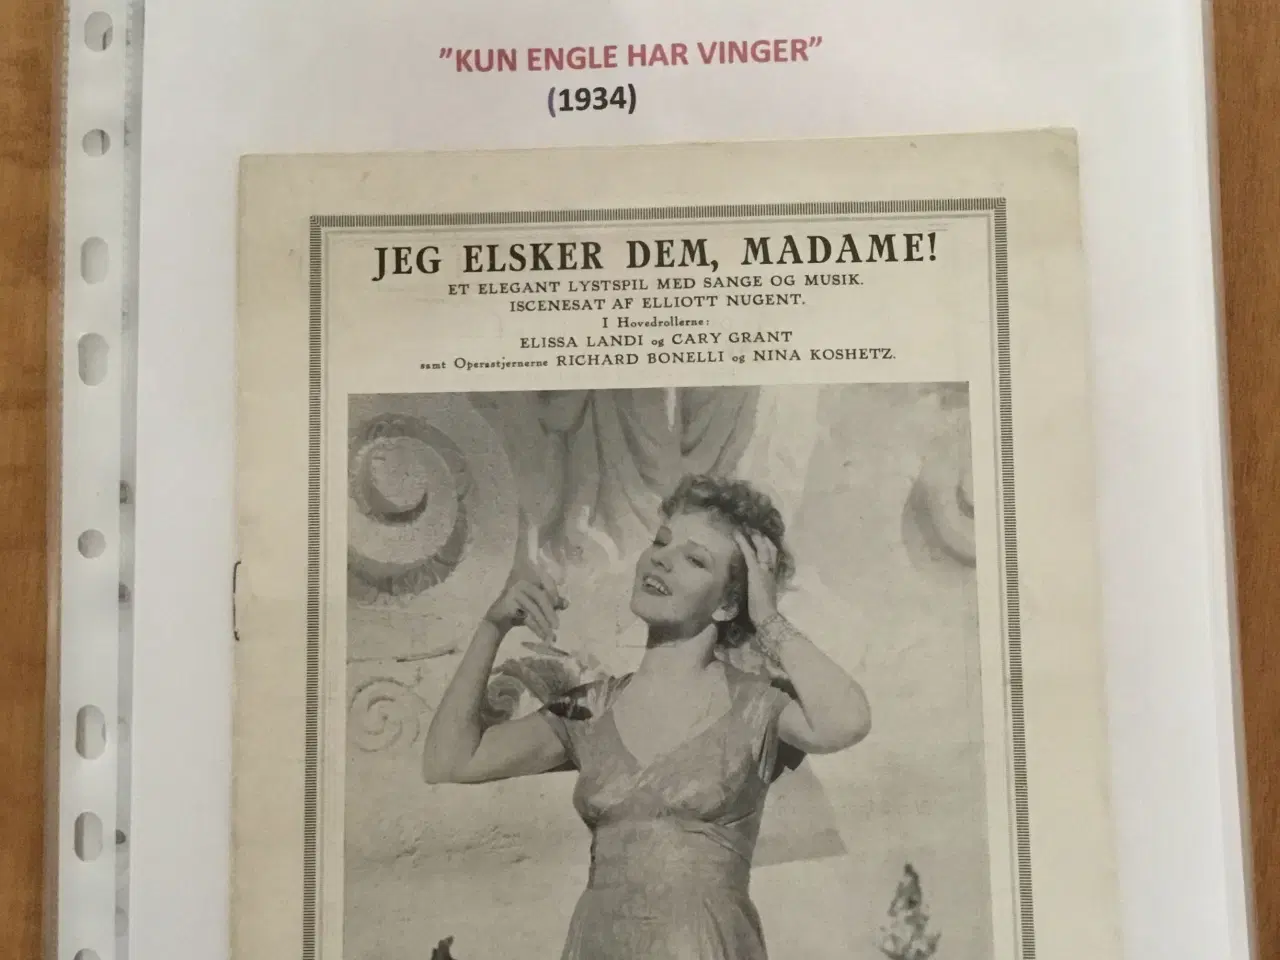 ”KUN ENGLE HAR VINGER”
(1934)
JEG ELSKER DEM, MADAME!
ET ELEGANT LYSTSPIL MED SANGE OG MUSIK.
ISCENESAT AF ELLIOTT NUGENT.
I Hovedrollerne:
ELISSA LANDI og CARY GRANT
samt Operastjernerne RICHARD BONELLI og NINA KOSHETZ.